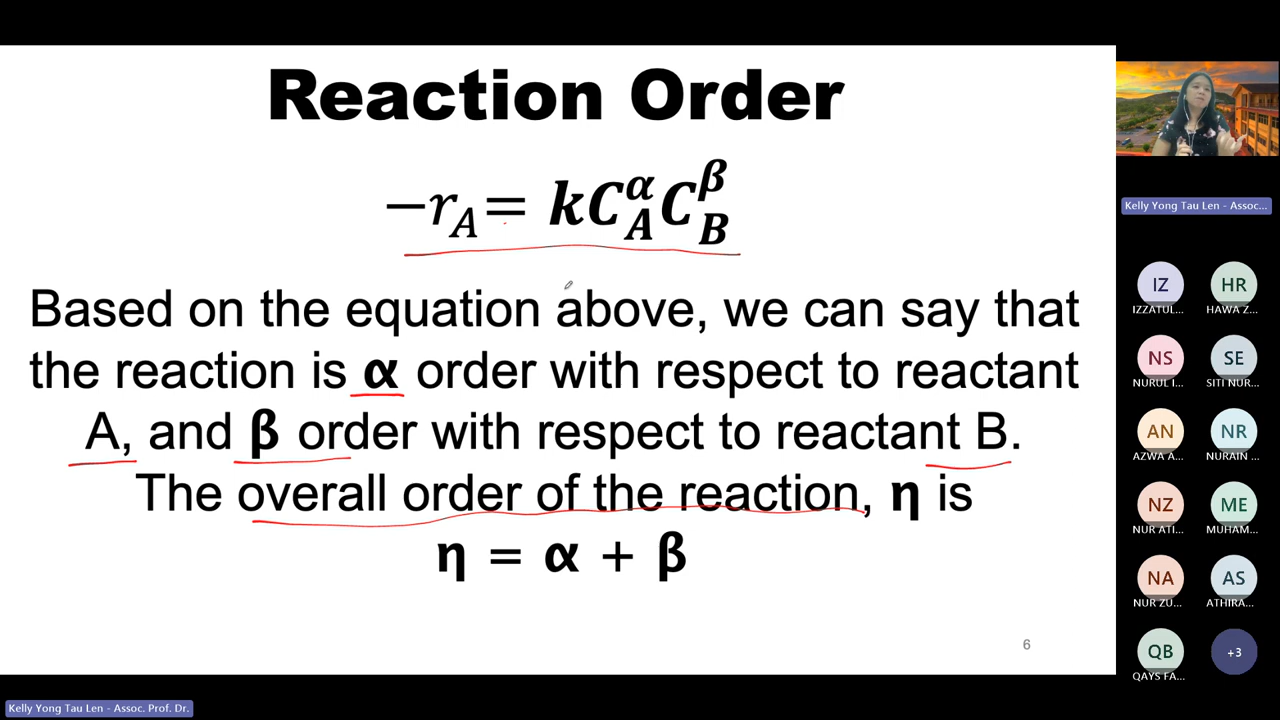 Reaction Order
−r_A = kC_A^α C_B^β
Based on the equation above, we can say that
the reaction is α order with respect to reactant
A, and β order with respect to reactant B.
The overall order of the reaction, η is
η = α + β
6
Kelly Yong Tau Len - Assoc. Prof. Dr.
Kelly Yong Tau Len - Assoc...
IZ
IZZATUL...
HR
HAWA Z...
NS
NURUL I...
SE
SITI NUR...
AN
AZWA A...
NR
NURAIN ...
NZ
NUR ATI...
ME
MUHAM...
NA
NUR ZU...
AS
ATHIRA...
QB
QAYS FA...
+3